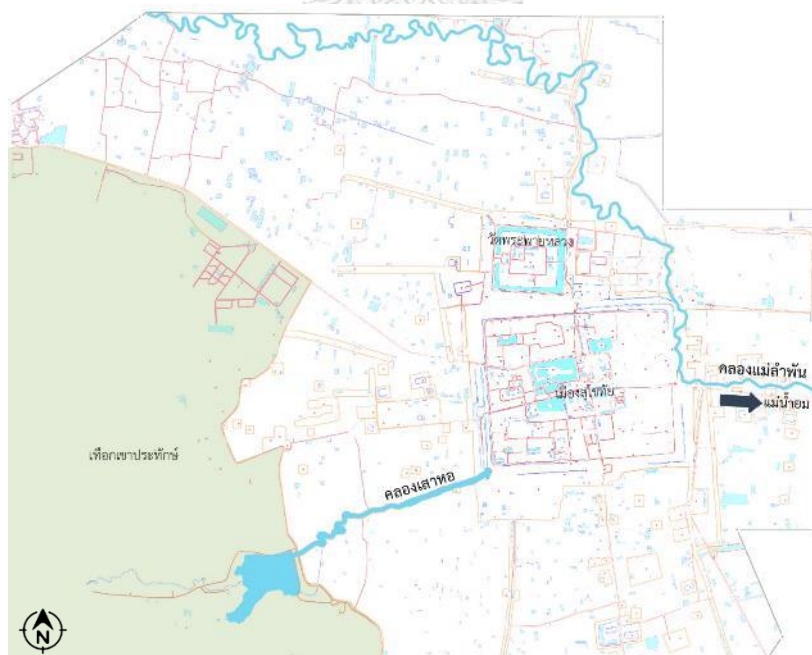 วัดพระพายหลวง
คลองแม่ลำพัน
เมืองสุโขทัย
แม่น้ำยม
เทือกเขาประทักษ์
คลองเสาหอ
N